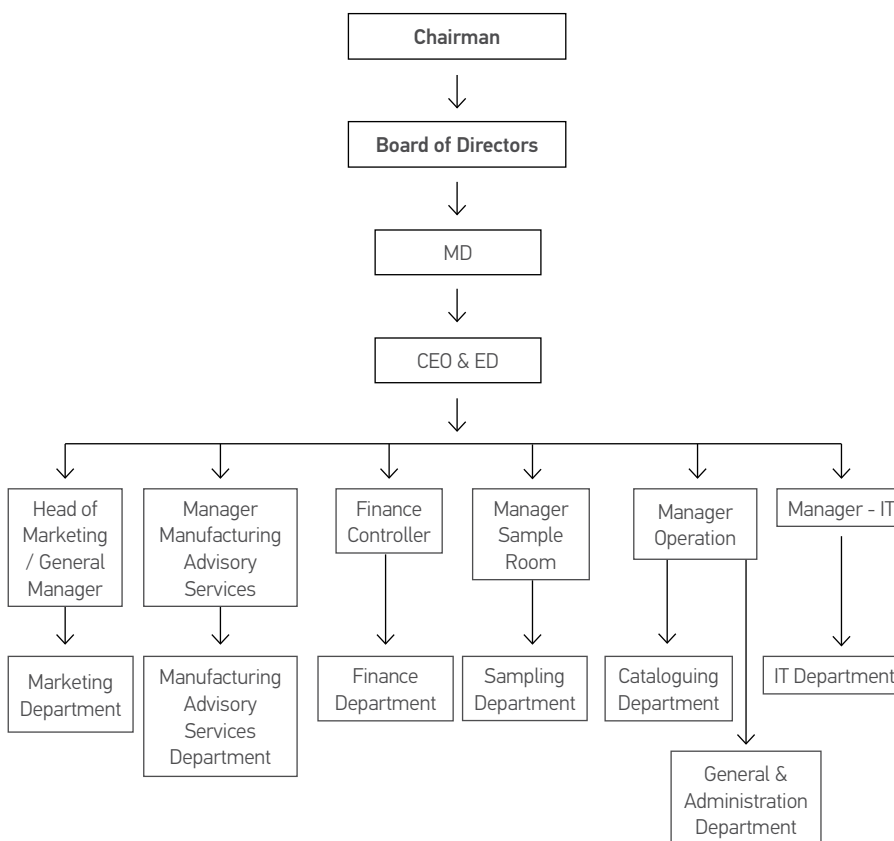 Chairman
Board of Directors
MD
CEO & ED
Head of
Marketing
/ General
Manager
Manager
Manufacturing
Advisory
Services
Finance
Controller
Manager
Sample
Room
Manager
Operation
Manager - IT
Marketing
Department
Manufacturing
Advisory
Services
Department
Finance
Department
Sampling
Department
Cataloguing
Department
IT Department
General &
Administration
Department